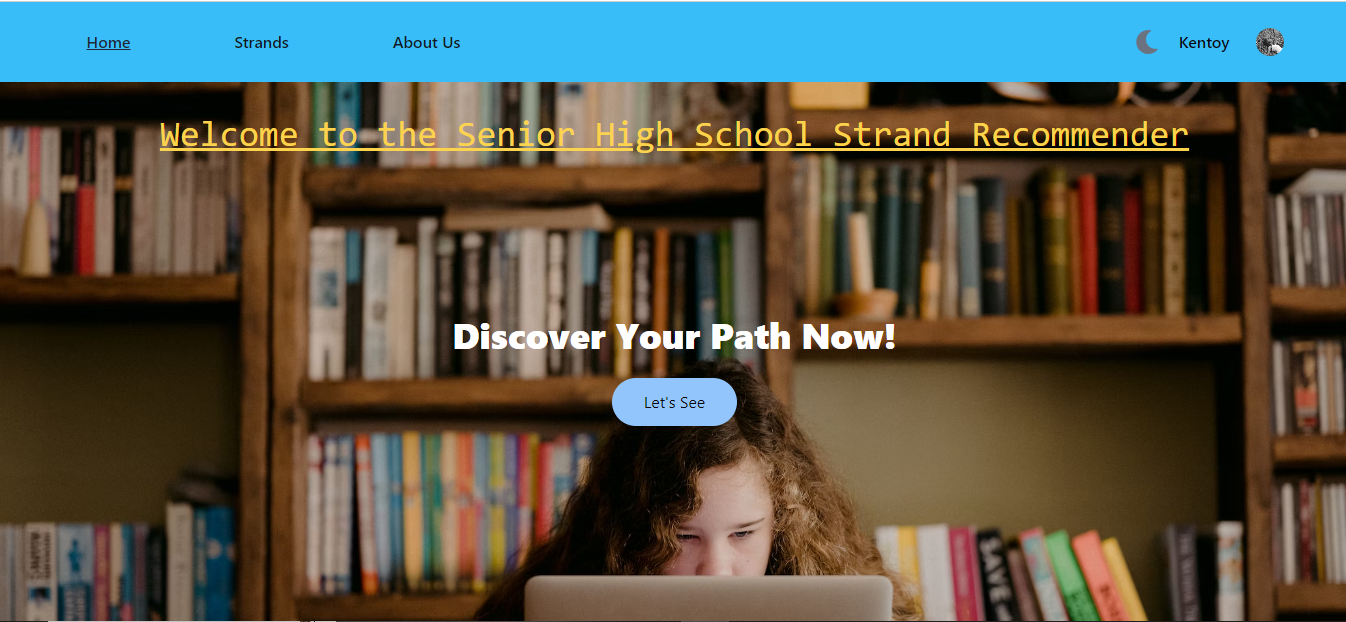 Home Strands About Us Kentoy
Welcome to the Senior High School Strand Recommender
Discover Your Path Now!
Let's See